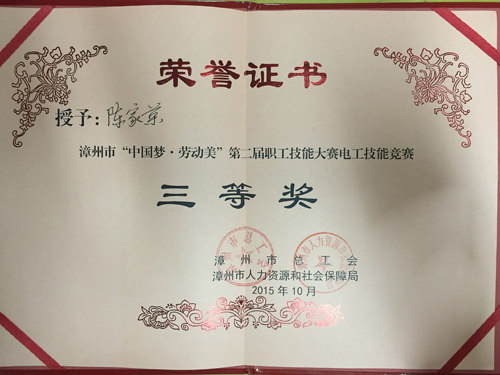 荣誉证书
授予：陈家荣
漳州市“中国梦·劳动美”第二届职工技能大赛电工技能竞赛
三等奖
漳州市总工会
漳州市人力资源和社会保障局
2015年10月